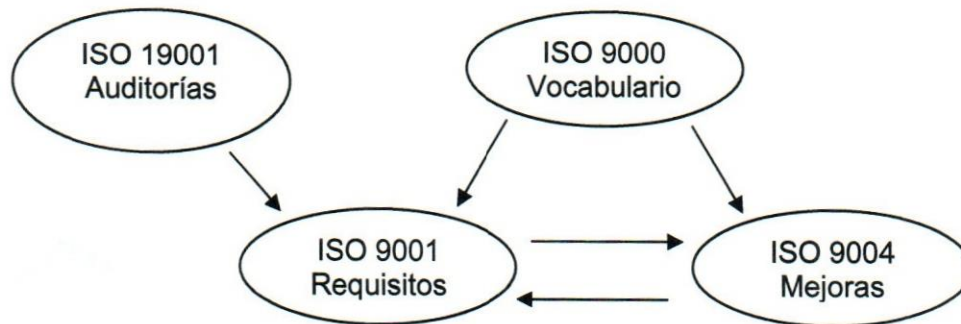 ISO 19001
Auditorías
ISO 9000
Vocabulario
ISO 9001
Requisitos
ISO 9004
Mejoras